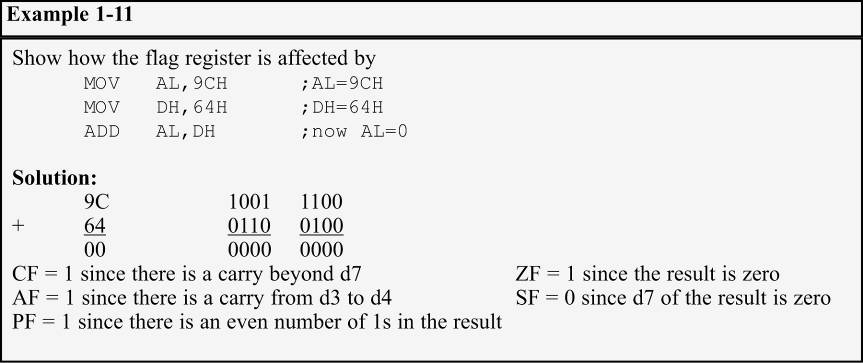 Example 1-11
Show how the flag register is affected by
MOV AL,9CH ;AL=9CH
MOV DH,64H ;DH=64H
ADD AL,DH ;now AL=0
Solution:
9C 1001 1100
+ 64 0110 0100
00 0000 0000
CF = 1 since there is a carry beyond d7 ZF = 1 since the result is zero
AF = 1 since there is a carry from d3 to d4 SF = 0 since d7 of the result is zero
PF = 1 since there is an even number of 1s in the result